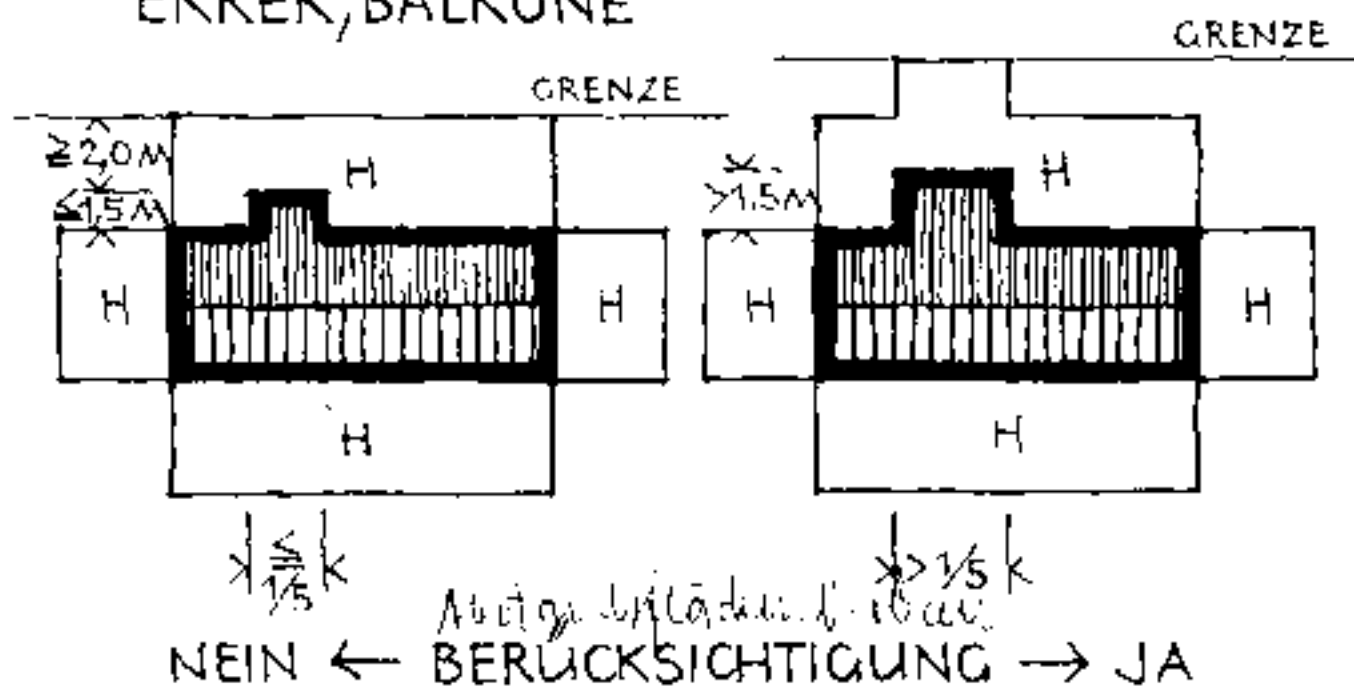 ERKER, BALKONE
GRENZE
GRENZE
≧2,0M
≦1,5M
H
H
H
H
>1,5M
H
H
H
H
≦
1/5
>1/5
NEIN ← BERÜCKSICHTIGUNG → JA